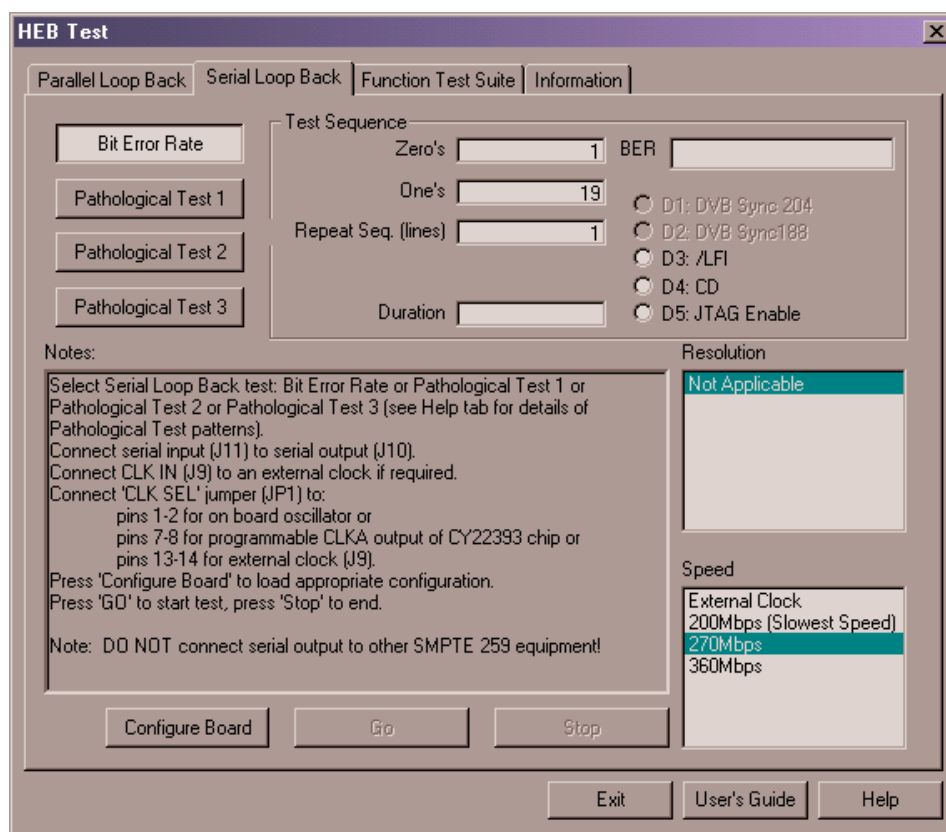 HEB Test
Parallel Loop Back
Serial Loop Back
Function Test Suite
Information
Bit Error Rate
Pathological Test 1
Pathological Test 2
Pathological Test 3
Test Sequence
Zero's 1
BER
One's 19
Repeat Seq. (lines) 1
Duration
D1: DVB Sync 204
D2: DVB Sync188
D3: /LFI
D4: CD
D5: JTAG Enable
Notes:
Select Serial Loop Back test: Bit Error Rate or Pathological Test 1 or
Pathological Test 2 or Pathological Test 3 (see Help tab for details of
Pathological Test patterns).
Connect serial input (J11) to serial output (J10).
Connect CLK IN (J9) to an external clock if required.
Connect 'CLK SEL' jumper (JP1) to:
pins 1-2 for on board oscillator or
pins 7-8 for programmable CLKA output of CY22393 chip or
pins 13-14 for external clock (J9).
Press 'Configure Board' to load appropriate configuration.
Press 'GO' to start test, press 'Stop' to end.
Note:  DO NOT connect serial output to other SMPTE 259 equipment!
Resolution
Not Applicable
Speed
External Clock
200Mbps (Slowest Speed)
270Mbps
360Mbps
Configure Board
Go
Stop
Exit
User's Guide
Help